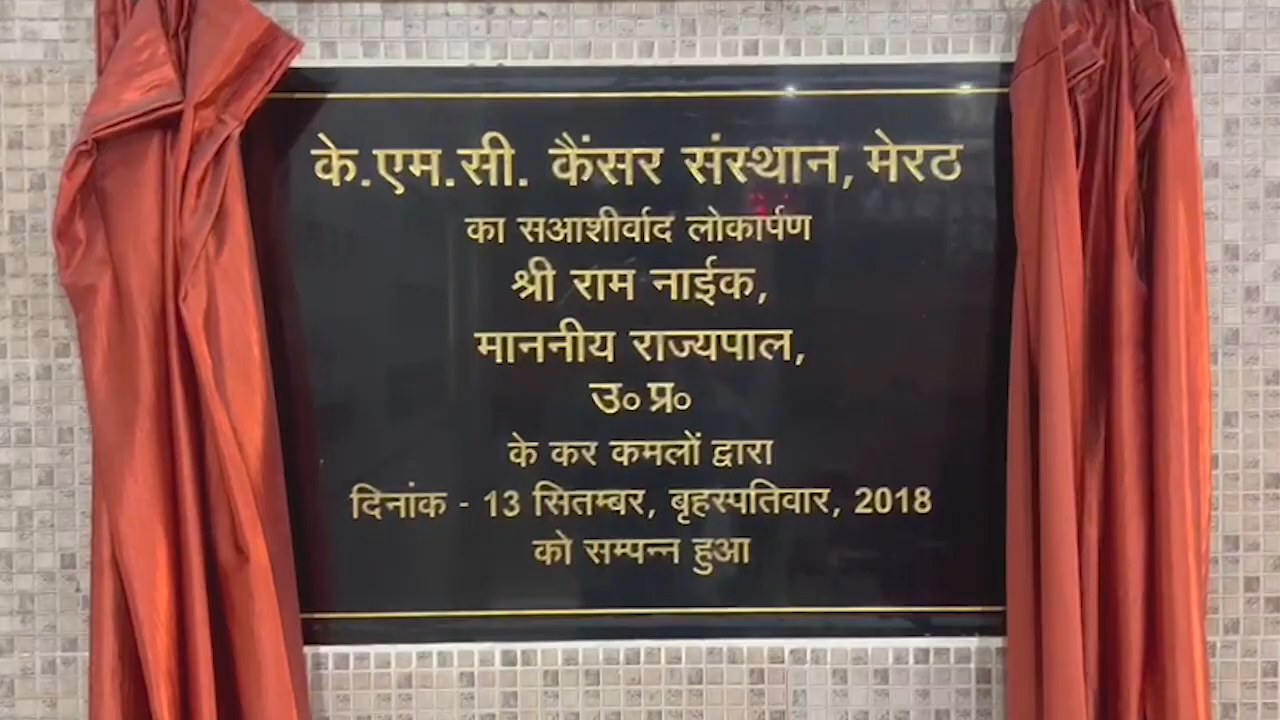 के.एम.सी. कैंसर संस्थान, मेरठ
का सआशीर्वाद लोकार्पण
श्री राम नाईक,
माननीय राज्यपाल,
उ० प्र०
के कर कमलों द्वारा
दिनांक - 13 सितम्बर, बृहस्पतिवार, 2018
को सम्पन्न हुआ